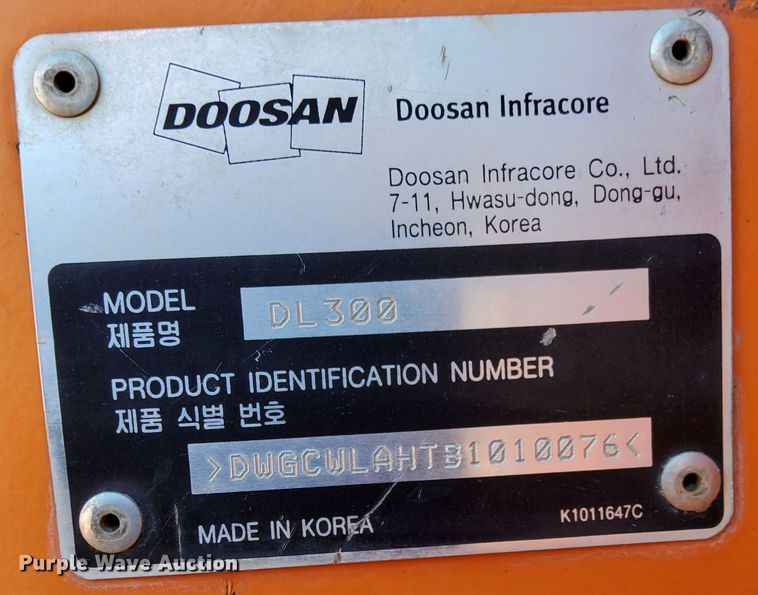 DOOSAN Doosan Infracore
Doosan Infracore Co., Ltd.
7-11, Hwasu-dong, Dong-gu,
Incheon, Korea
MODEL DL300
제품명
PRODUCT IDENTIFICATION NUMBER
제품 식별 번호
>DWGCWLAHTB1010076<
MADE IN KOREA K1011647C
Purple Wave Auction